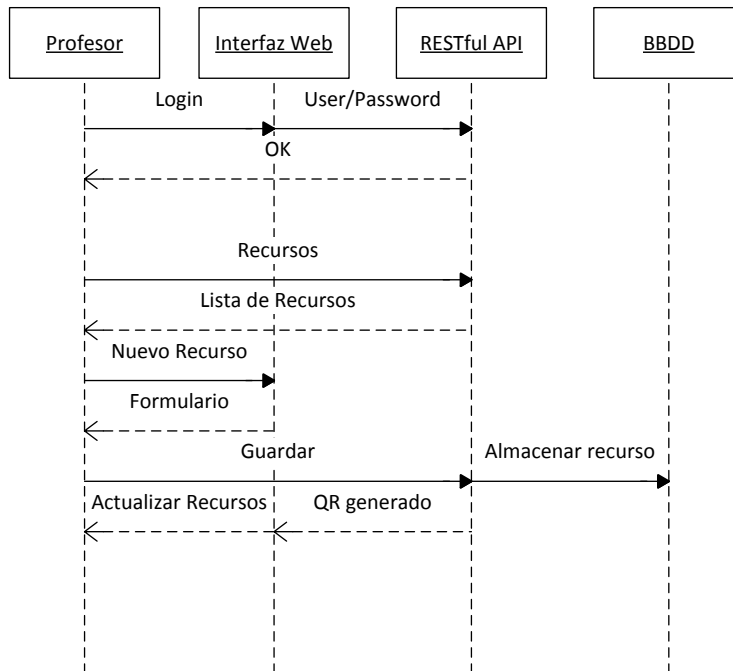 Profesor
Interfaz Web
RESTful API
BBDD
Login
User/Password
OK
Recursos
Lista de Recursos
Nuevo Recurso
Formulario
Guardar
Almacenar recurso
Actualizar Recursos
QR generado